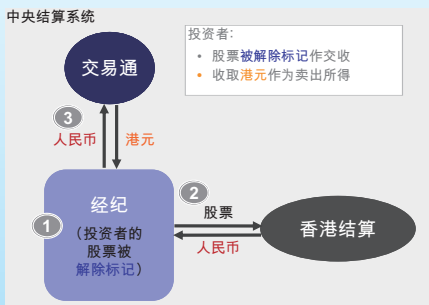 中央结算系统
投资者：
• 股票被解除标记作交收
• 收取港元作为卖出所得
交易通
3
人民币 港元
经纪
1
（投资者的
股票被
解除标记）
2
股票
人民币
香港结算